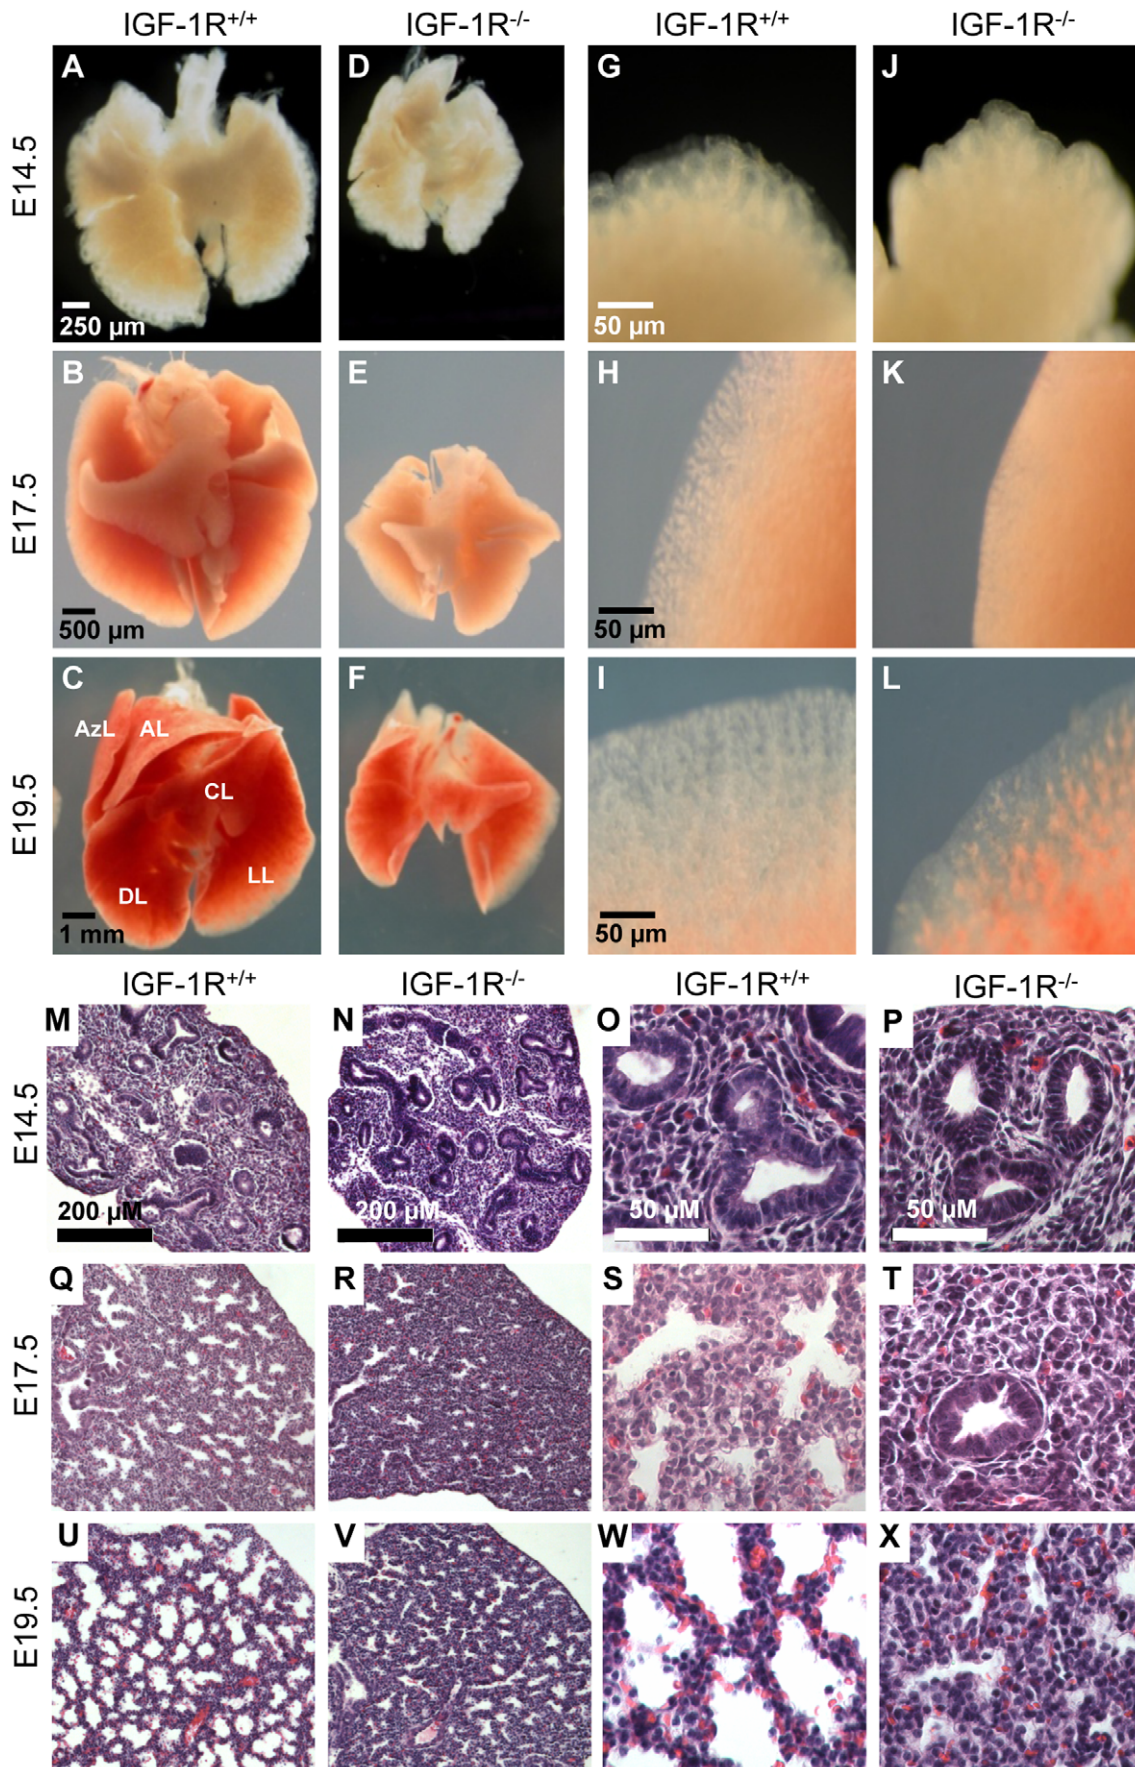 IGF-1R+/+ IGF-1R-/- IGF-1R+/+ IGF-1R-/-
E14.5
A D G J
250 µm 50 µm
E17.5
B E H K
500 µm 50 µm
E19.5
C F I L
AzL AL
CL
DL LL
1 mm 50 µm
IGF-1R+/+ IGF-1R-/- IGF-1R+/+ IGF-1R-/-
E14.5
M N O P
200 µM 200 µM 50 µM 50 µM
E17.5
Q R S T
E19.5
U V W X